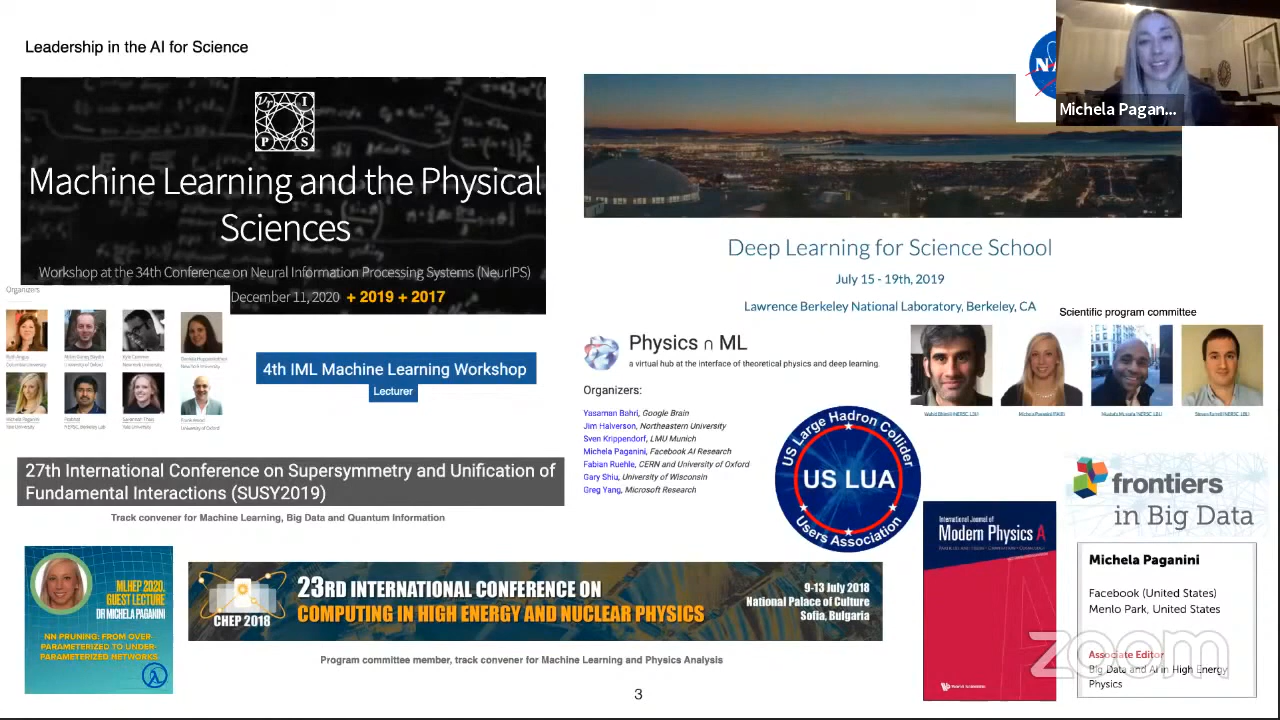 Leadership in the AI for Science
Machine Learning and the Physical
Sciences
Workshop at the 34th Conference on Neural Information Processing Systems (NeurIPS)
December 11, 2020 + 2019 + 2017
Organizers
4th IML Machine Learning Workshop
Lecturer
27th International Conference on Supersymmetry and Unification of
Fundamental Interactions (SUSY2019)
Track convener for Machine Learning, Big Data and Quantum Information
MLHEP 2020,
GUEST LECTURE
DR MICHELA PAGANINI
NN PRUNING: FROM OVER-
PARAMETERIZED TO UNDER-
PARAMETERIZED NETWORKS
CHEP 2018
23RD INTERNATIONAL CONFERENCE ON
COMPUTING IN HIGH ENERGY AND NUCLEAR PHYSICS
9-13 July 2018
National Palace of Culture
Sofia, Bulgaria
Program committee member, track convener for Machine Learning and Physics Analysis
3
Michela Pagan...
Deep Learning for Science School
July 15 - 19th, 2019
Lawrence Berkeley National Laboratory, Berkeley, CA
Scientific program committee
Physics ∩ ML
a virtual hub at the interface of theoretical physics and deep learning.
Organizers:
Yasaman Bahri, Google Brain
Jim Halverson, Northeastern University
Sven Krippendorf, LMU Munich
Michela Paganini, Facebook AI Research
Fabian Ruehle, CERN and University of Oxford
Gary Shiu, University of Wisconsin
Greg Yang, Microsoft Research
US Large Hadron Collider
US LUA
Users Association
International Journal of
Modern Physics A
World Scientific
frontiers
in Big Data
Michela Paganini
Facebook (United States)
Menlo Park, United States
Associate Editor
Big Data and AI in High Energy
Physics
zoom